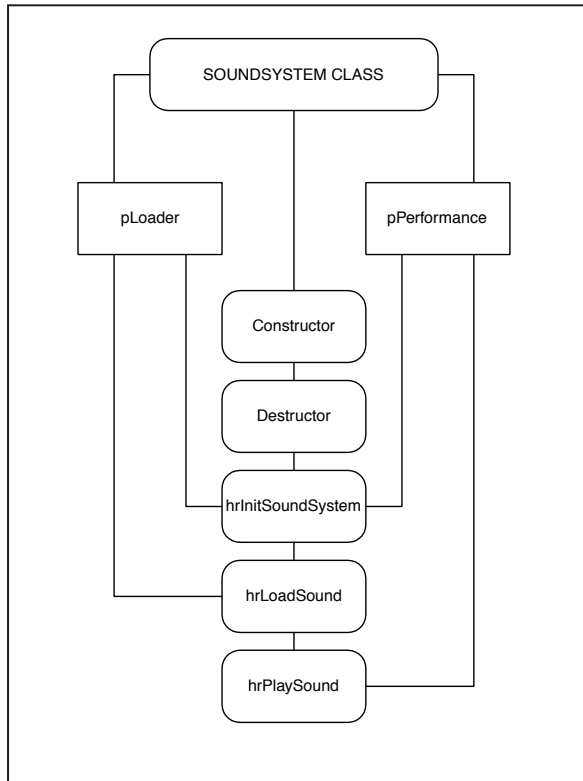 SOUNDSYSTEM CLASS
pLoader
pPerformance
Constructor
Destructor
hrInitSoundSystem
hrLoadSound
hrPlaySound